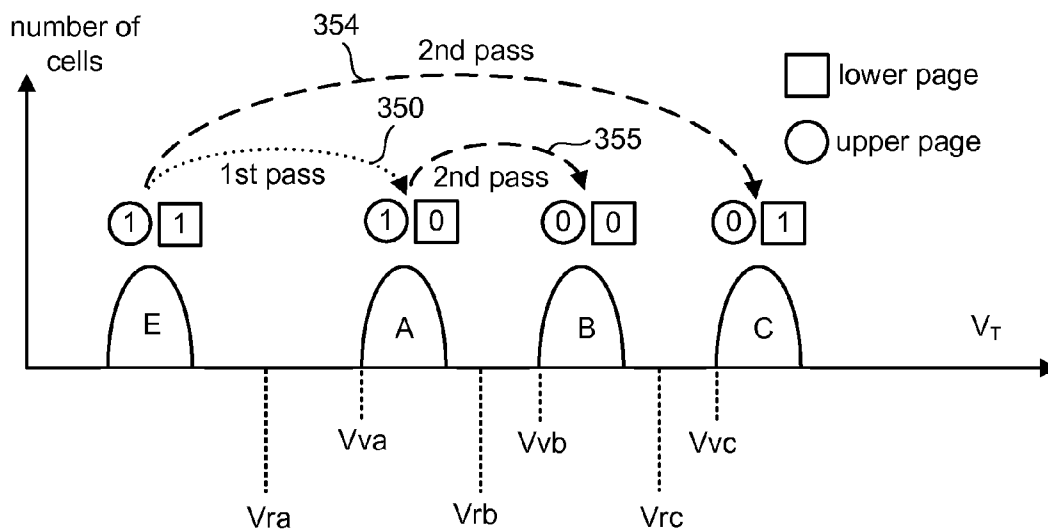 number of
cells
354
2nd pass
350
355
1st pass
2nd pass
lower page
upper page
1 1
1 0
0 0
0 1
E
A
B
C
VT
Vva
Vvb
Vvc
Vra
Vrb
Vrc